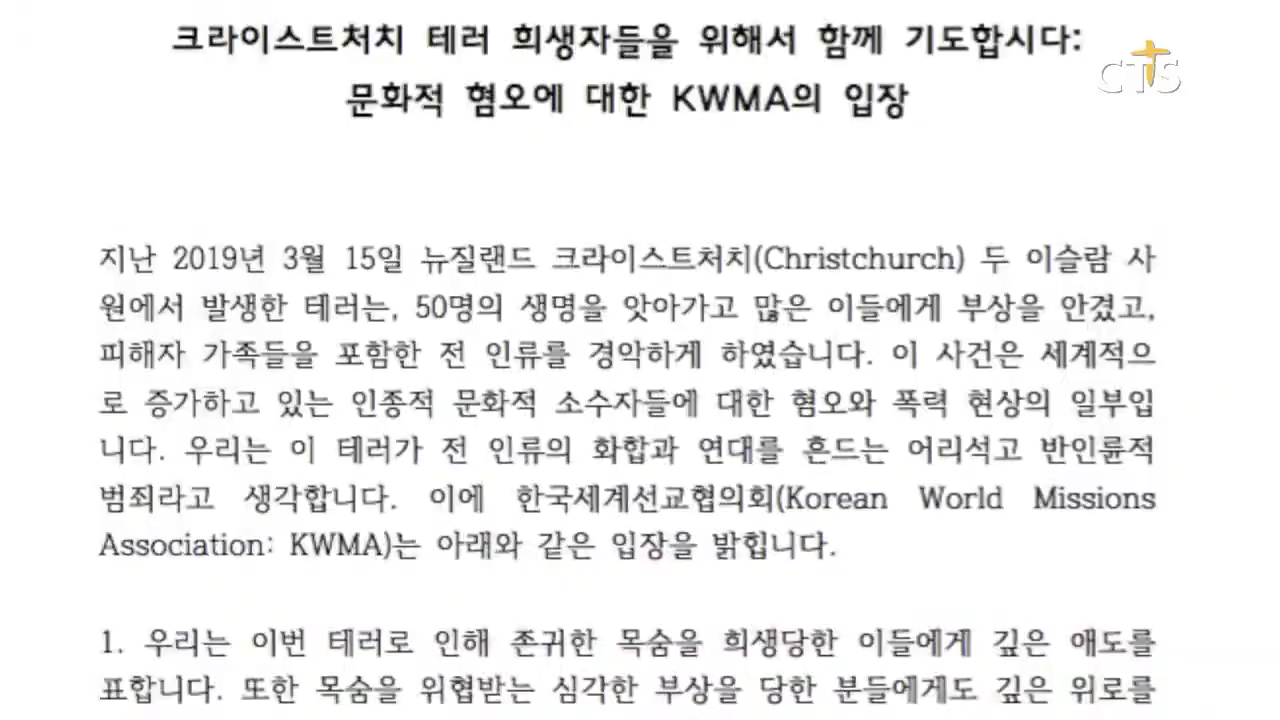 크라이스트처치 테러 희생자들을 위해서 함께 기도합시다:
CTS
문화적 혐오에 대한 KWMA의 입장
지난 2019년 3월 15일 뉴질랜드 크라이스트처치(Christchurch) 두 이슬람 사
원에서 발생한 테러는, 50명의 생명을 앗아가고 많은 이들에게 부상을 안겼고,
피해자 가족들을 포함한 전 인류를 경악하게 하였습니다. 이 사건은 세계적으
로 증가하고 있는 인종적 문화적 소수자들에 대한 혐오와 폭력 현상의 일부입
니다. 우리는 이 테러가 전 인류의 화합과 연대를 흔드는 어리석고 반인륜적
범죄라고 생각합니다. 이에 한국세계선교협의회(Korean World Missions
Association: KWMA)는 아래와 같은 입장을 밝힙니다.
1. 우리는 이번 테러로 인해 존귀한 목숨을 희생당한 이들에게 깊은 애도를
표합니다. 또한 목숨을 위협받는 심각한 부상을 당한 분들에게도 깊은 위로를